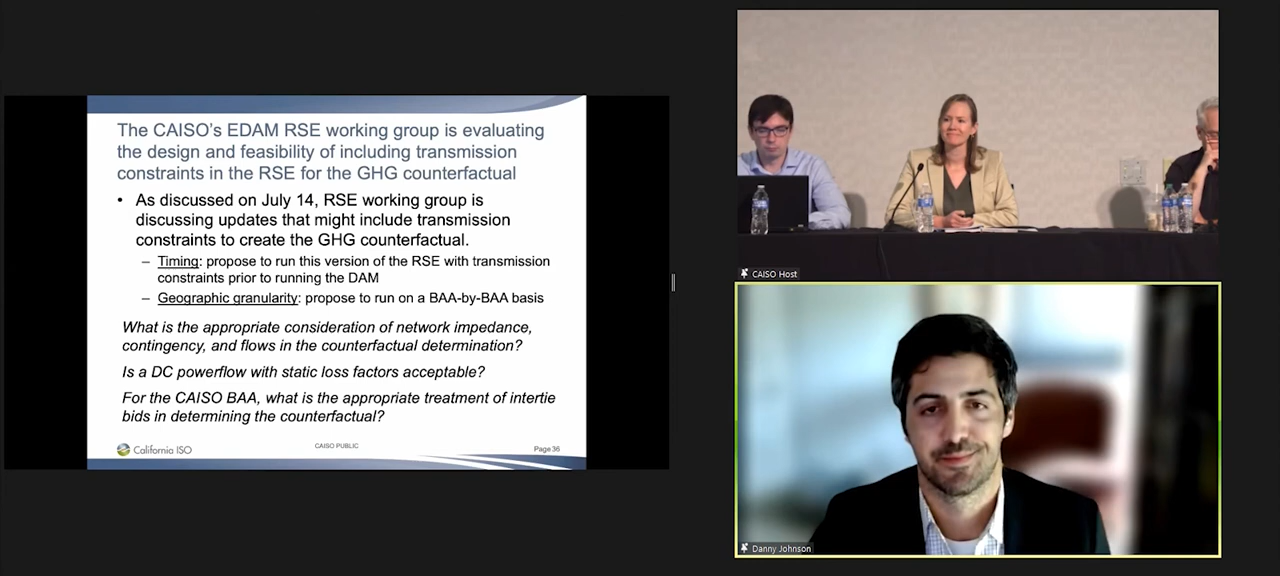 The CAISO's EDAM RSE working group is evaluating
the design and feasibility of including transmission
constraints in the RSE for the GHG counterfactual
• As discussed on July 14, RSE working group is
discussing updates that might include transmission
constraints to create the GHG counterfactual.
– Timing: propose to run this version of the RSE with transmission
constraints prior to running the DAM
– Geographic granularity: propose to run on a BAA-by-BAA basis
What is the appropriate consideration of network impedance,
contingency, and flows in the counterfactual determination?
Is a DC powerflow with static loss factors acceptable?
For the CAISO BAA, what is the appropriate treatment of intertie
bids in determining the counterfactual?
California ISO
CAISO PUBLIC
Page 36
CAISO Host
Danny Johnson